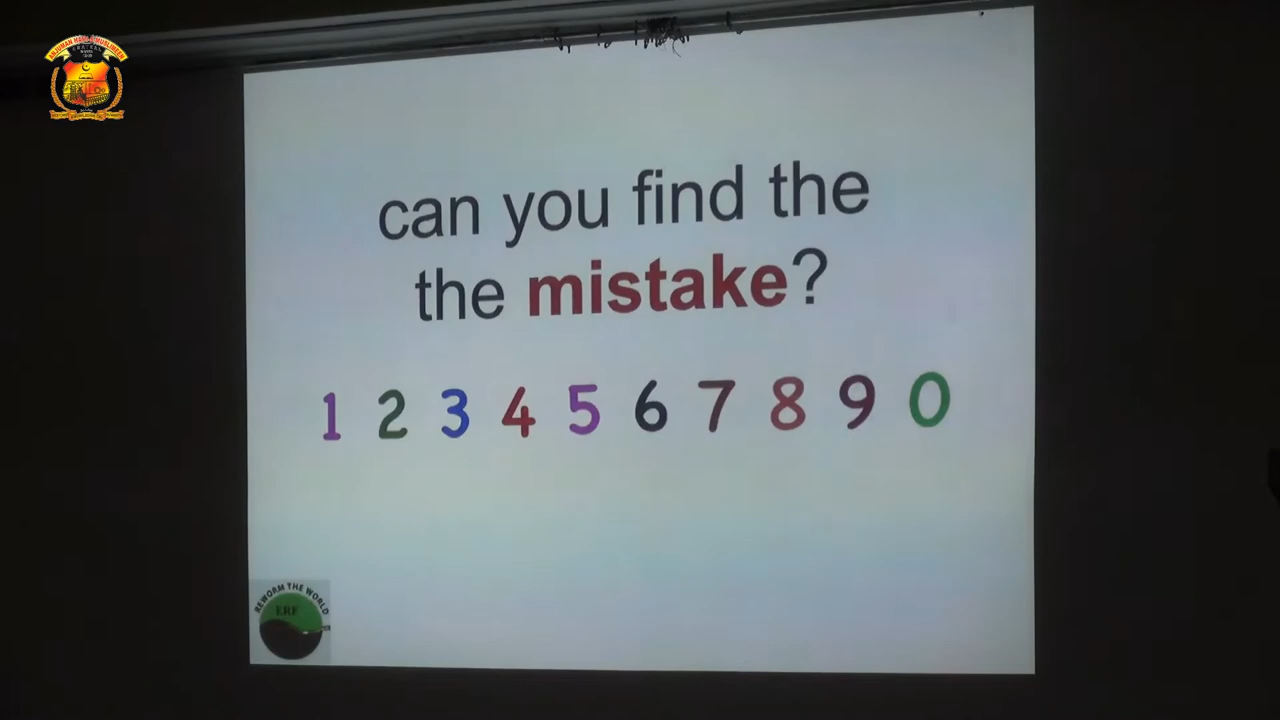 can you find the
the mistake?
1 2 3 4 5 6 7 8 9 0
REWORM THE WORLD
ERF